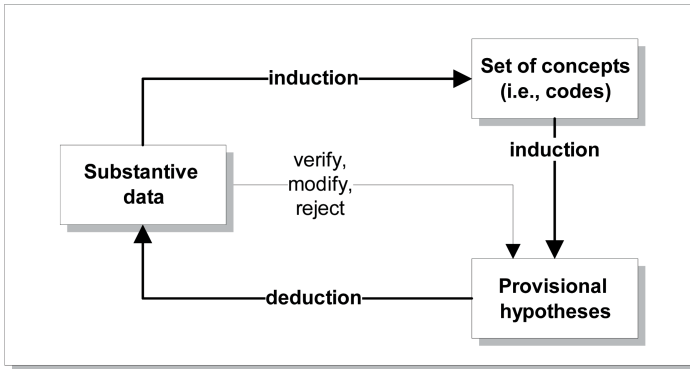 induction
Set of concepts
(i.e., codes)
induction
Substantive
data
verify,
modify,
reject
deduction
Provisional
hypotheses